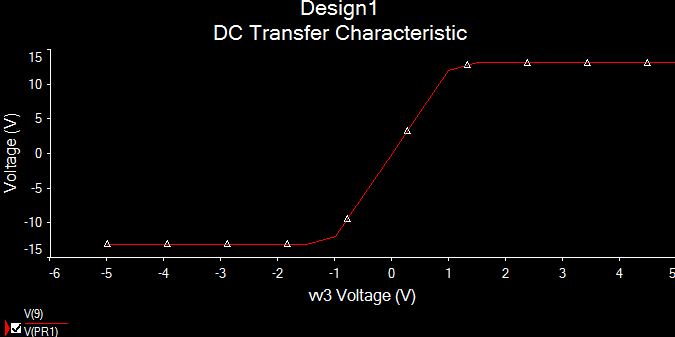 Design1
DC Transfer Characteristic
15
10
5
0
-5
-10
-15
Voltage (V)
-6 -5 -4 -3 -2 -1 0 1 2 3 4 5
vv3 Voltage (V)
V(9)
V(PR1)